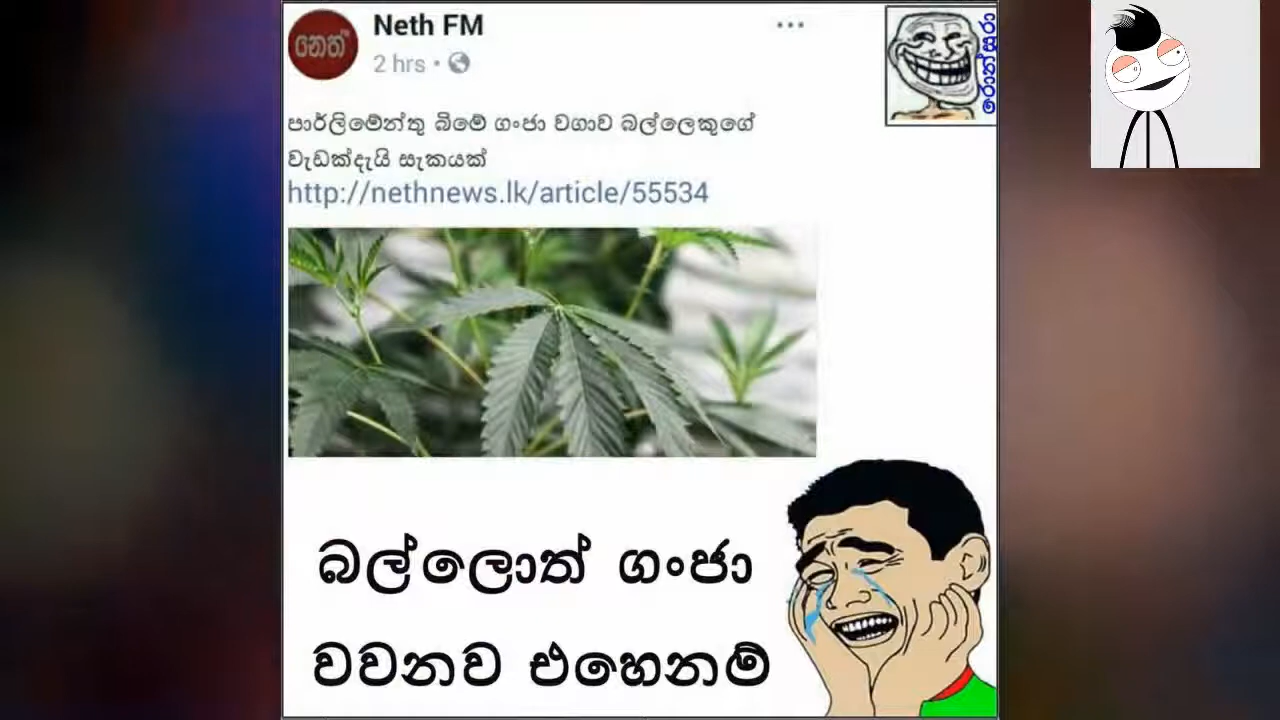 නෙත්
Neth FM
2 hrs
පාර්ලිමේන්තු බිමේ ගංජා වගාව බල්ලෙකුගේ
වැඩක්දැයි සැකයක්
http://nethnews.lk/article/55534
රොන්සුරා
බල්ලොත් ගංජා
වවනව එහෙනම්